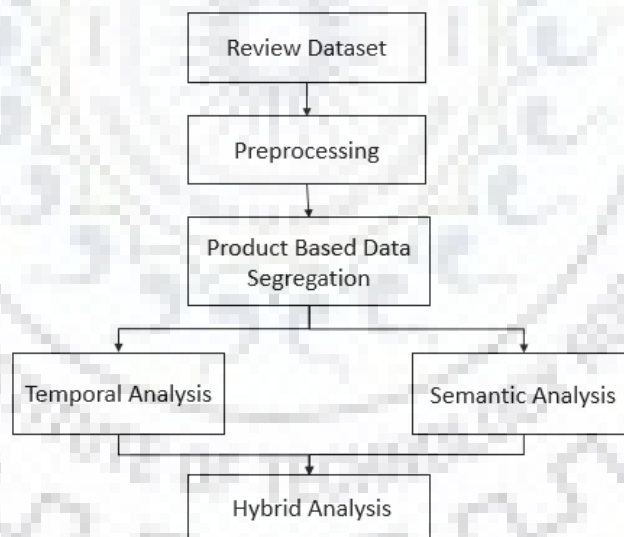 Review Dataset
Preprocessing
Product Based Data
Segregation
Temporal Analysis
Semantic Analysis
Hybrid Analysis